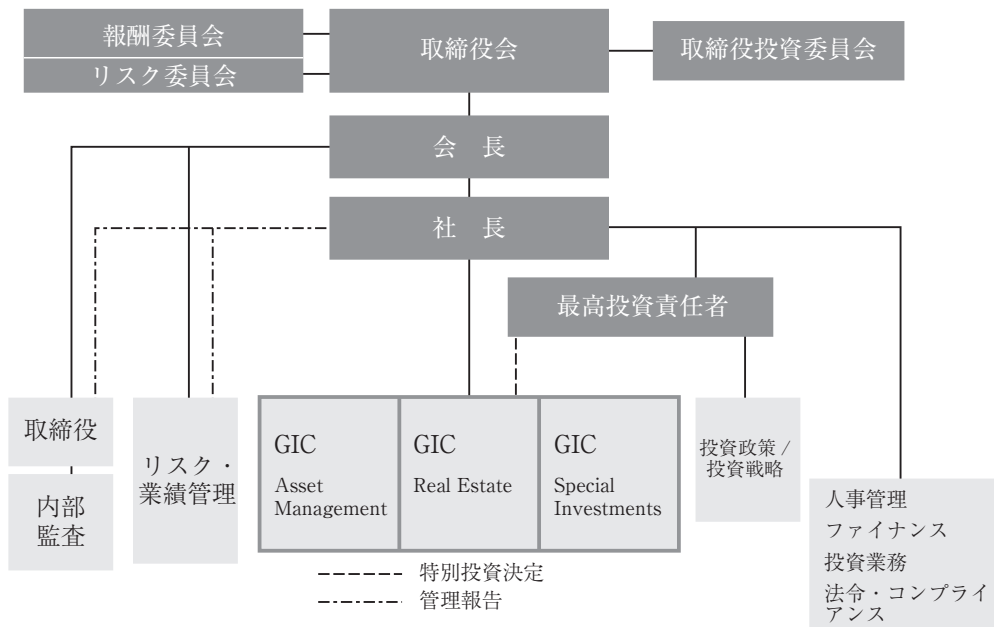 報酬委員会
リスク委員会
取締役会
取締役投資委員会
会　長
社　長
最高投資責任者
取締役
内部
監査
リスク・
業績管理
GIC
Asset
Management
GIC
Real Estate
GIC
Special
Investments
投資政策 /
投資戦略
人事管理
ファイナンス
投資業務
法令・コンプライ
アンス
特別投資決定
管理報告